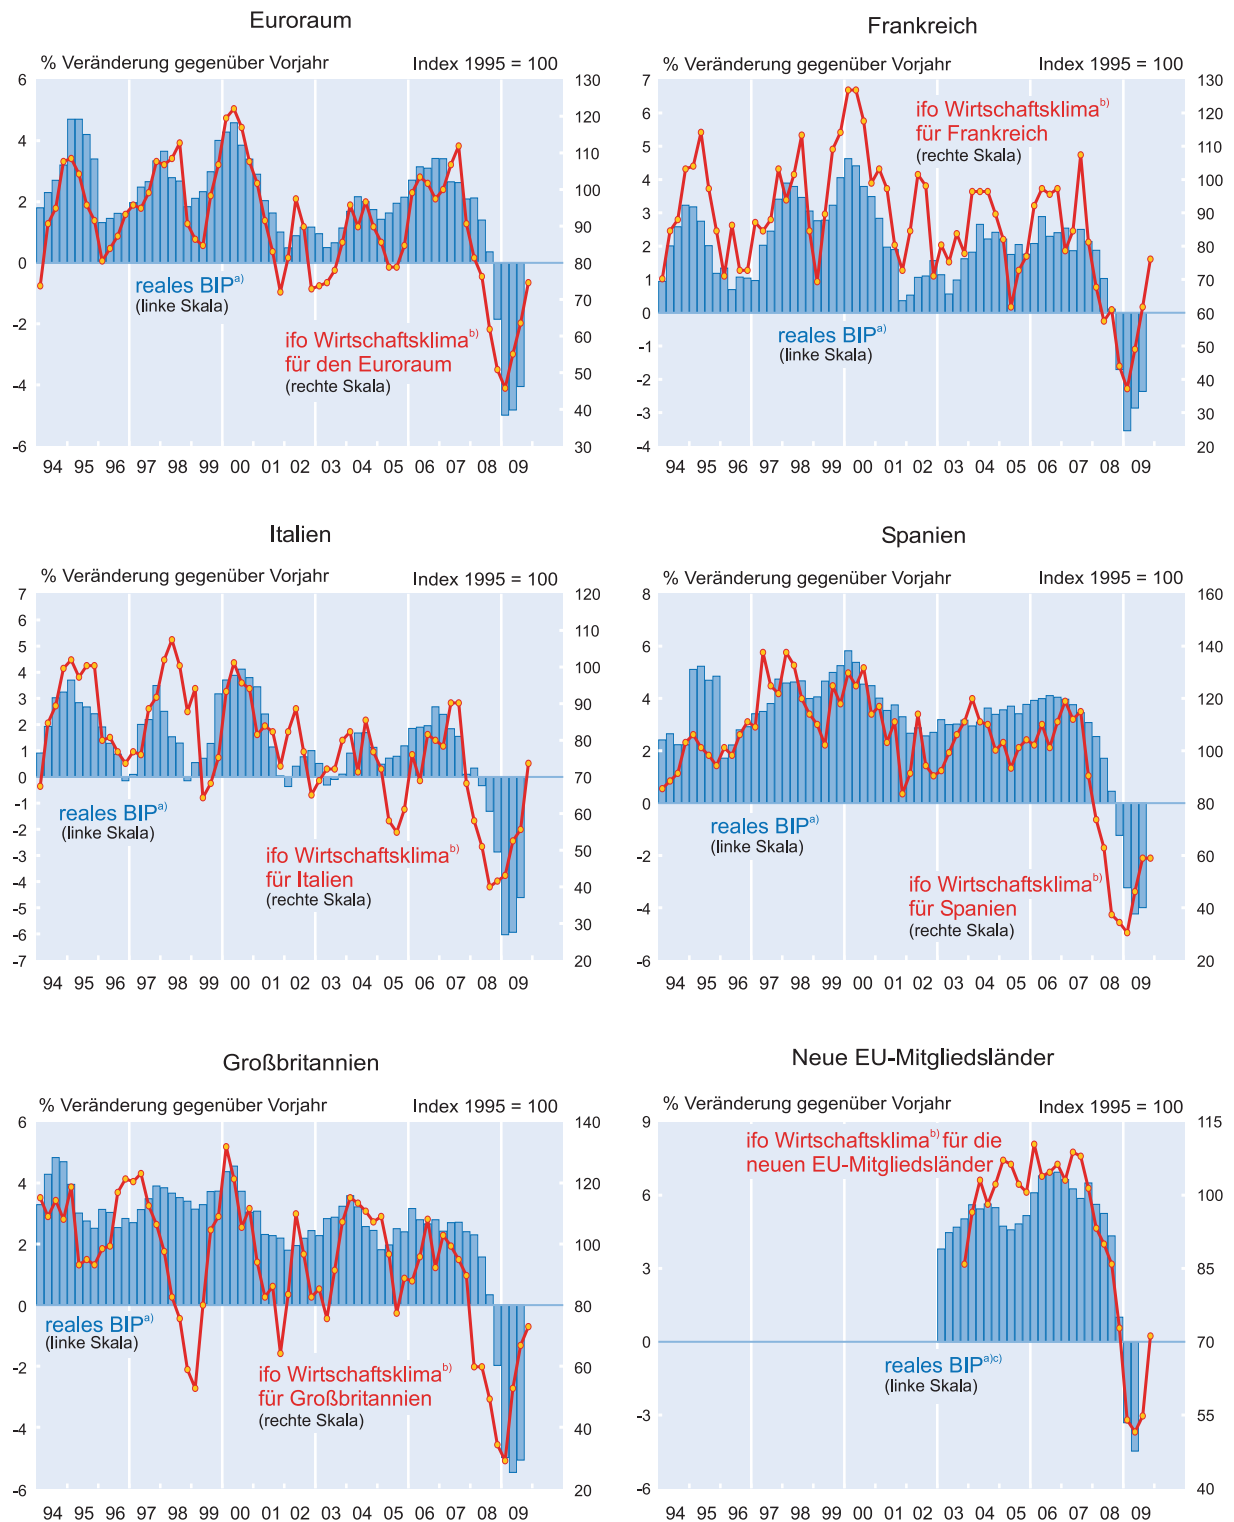 Euroraum
% Veränderung gegenüber Vorjahr Index 1995 = 100
6 130
120
4 110
2 100
90
0 80
reales BIPa)
(linke Skala)
-2 70
ifo Wirtschaftsklimab)
für den Euroraum
(rechte Skala)
60
-4 50
40
-6 30
94 95 96 97 98 99 00 01 02 03 04 05 06 07 08 09
Frankreich
% Veränderung gegenüber Vorjahr Index 1995 = 100
7 130
6 120
ifo Wirtschaftsklimab)
für Frankreich
(rechte Skala)
5 110
4 100
3 90
2 80
1 70
0 60
reales BIPa)
(linke Skala)
-1 50
-2 40
-3 30
-4 20
94 95 96 97 98 99 00 01 02 03 04 05 06 07 08 09
Italien
% Veränderung gegenüber Vorjahr Index 1995 = 100
7 120
6 110
5
4 100
3 90
2
1 80
0 70
-1
reales BIPa)
(linke Skala)
-2 60
-3 50
ifo Wirtschaftsklimab)
für Italien
(rechte Skala)
-4 40
-5
-6 30
-7 20
94 95 96 97 98 99 00 01 02 03 04 05 06 07 08 09
Spanien
% Veränderung gegenüber Vorjahr Index 1995 = 100
8 160
6 140
4 120
2 100
0 80
reales BIPa)
(linke Skala)
-2 60
ifo Wirtschaftsklimab)
für Spanien
(rechte Skala)
-4 40
-6 20
94 95 96 97 98 99 00 01 02 03 04 05 06 07 08 09
Großbritannien
% Veränderung gegenüber Vorjahr Index 1995 = 100
6 140
4 120
2 100
0 80
reales BIPa)
(linke Skala)
-2 60
ifo Wirtschaftsklimab)
für Großbritannien
(rechte Skala)
-4 40
-6 20
94 95 96 97 98 99 00 01 02 03 04 05 06 07 08 09
Neue EU-Mitgliedsländer
% Veränderung gegenüber Vorjahr Index 1995 = 100
9 115
ifo Wirtschaftsklimab) für die
neuen EU-Mitgliedsländer
6 100
3 85
0 70
reales BIPa)c)
(linke Skala)
-3 55
-6 40
94 95 96 97 98 99 00 01 02 03 04 05 06 07 08 09